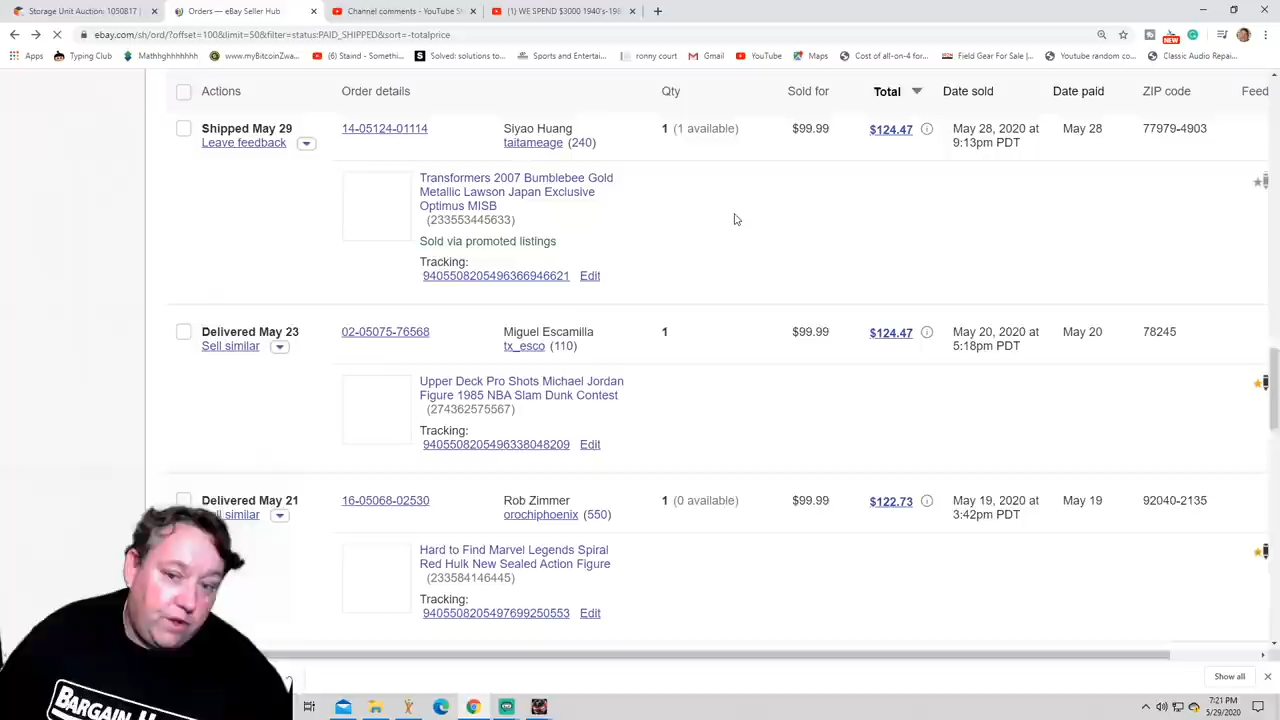 Storage Unit Auction: 1050817
Orders — eBay Seller Hub
Channel comments - YouTube St
(1) WE SPEND $3000 1940's-198
ebay.com/sh/ord/?offset=100&limit=50&filter=status:PAID_SHIPPED&sort=-totalprice
NEW
Apps
Typing Club
Mathhghhhhhh
www.myBitcoinZwa...
(6) Staind - Somethi...
Solved: solutions to...
Sports and Entertai...
ronny court
Gmail
YouTube
Maps
Cost of all-on-4 for...
Field Gear For Sale |...
Youtube random co...
Classic Audio Repai...
Actions Order details Qty Sold for Total Date sold Date paid ZIP code Feed
Shipped May 29 14-05124-01114 Siyao Huang 1 (1 available) $99.99 $124.47 May 28, 2020 at May 28 77979-4903
Leave feedback taitameage (240) 9:13pm PDT
Transformers 2007 Bumblebee Gold
Metallic Lawson Japan Exclusive
Optimus MISB
(233553445633)
Sold via promoted listings
Tracking:
9405508205496366946621 Edit
Delivered May 23 02-05075-76568 Miguel Escamilla 1 $99.99 $124.47 May 20, 2020 at May 20 78245
Sell similar tx_esco (110) 5:18pm PDT
Upper Deck Pro Shots Michael Jordan
Figure 1985 NBA Slam Dunk Contest
(274362575567)
Tracking:
9405508205496338048209 Edit
Delivered May 21 16-05068-02530 Rob Zimmer 1 (0 available) $99.99 $122.73 May 19, 2020 at May 19 92040-2135
ell similar orochiphoenix (550) 3:42pm PDT
Hard to Find Marvel Legends Spiral
Red Hulk New Sealed Action Figure
(233584146445)
Tracking:
9405508205497699250553 Edit
Show all
BARGAIN
7:21 PM
5/29/2020